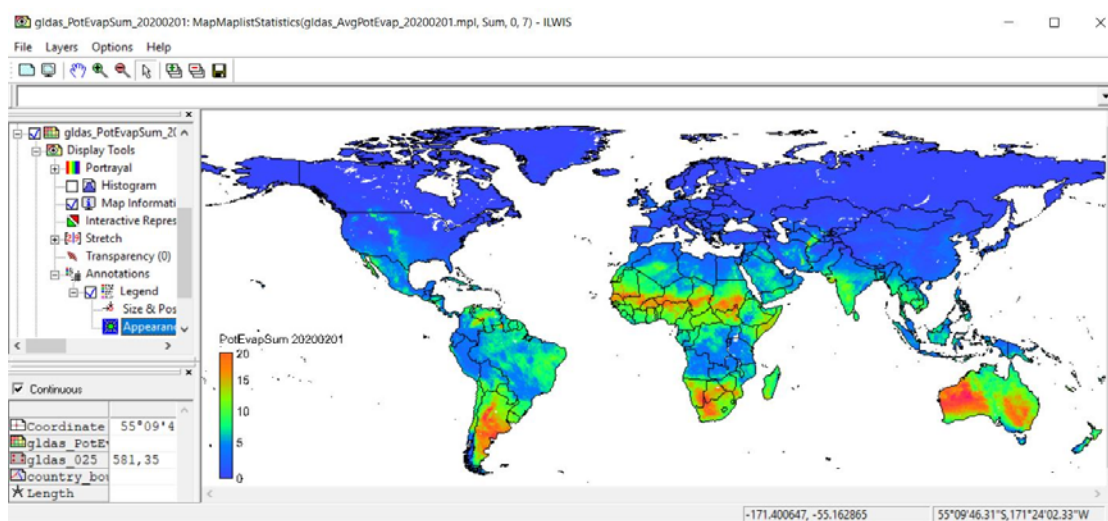 gldas_PotEvapSum_20200201: MapMaplistStatistics(gldas_AvgPotEvap_20200201.mpl, Sum, 0, 7) - ILWIS
File Layers Options Help
gldas_PotEvapSum_2(
Display Tools
Portrayal
Histogram
Map Informati
Interactive Repres
Stretch
Transparency (0)
Annotations
Legend
Size & Pos
Appearan
Continuous
Coordinate 55°09'4
gldas_PotE
gldas_025 581,35
country_bou
Length
PotEvapSum 20200201
20
15
10
5
0
-171.400647, -55.162865 55°09'46.31"S,171°24'02.33"W